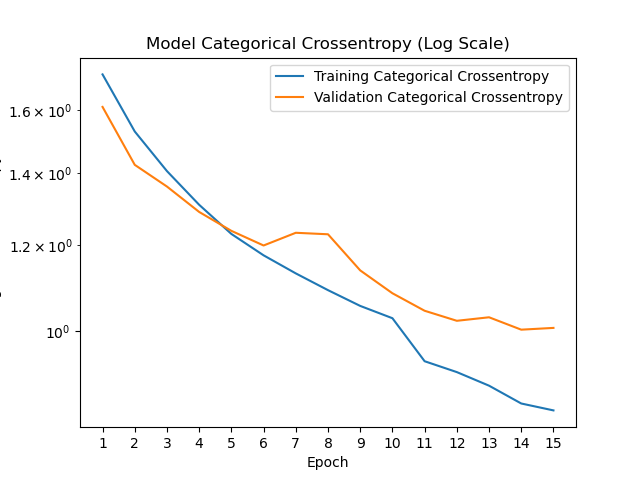 Model Categorical Crossentropy (Log Scale)
Training Categorical Crossentropy
Validation Categorical Crossentropy
1.6 × 10⁰
1.4 × 10⁰
1.2 × 10⁰
10⁰
1 2 3 4 5 6 7 8 9 10 11 12 13 14 15
Epoch